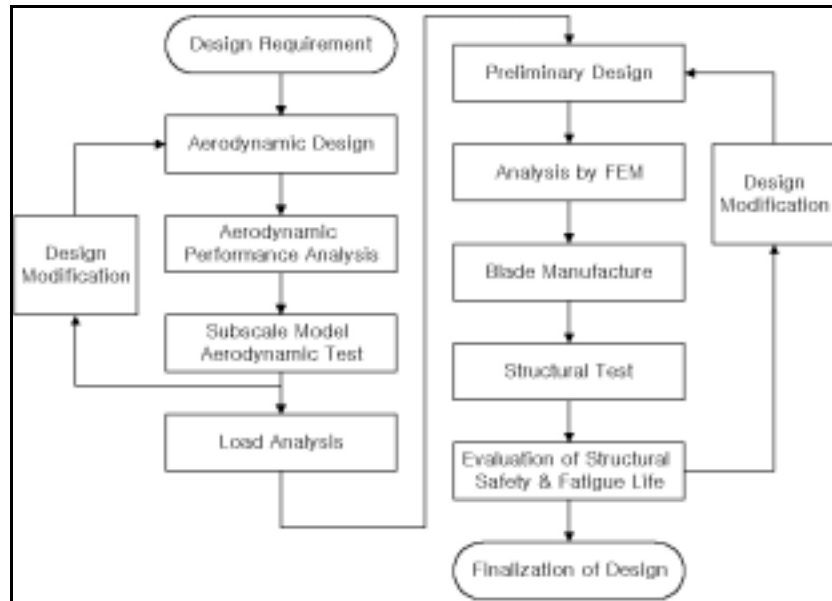 Design Requirement
Aerodynamic Design
Aerodynamic
Performance Analysis
Subscale Model
Aerodynamic Test
Load Analysis
Design
Modification
Preliminary Design
Analysis by FEM
Blade Manufacture
Structural Test
Evaluation of Structural
Safety & Fatigue Life
Finalization of Design
Design
Modification